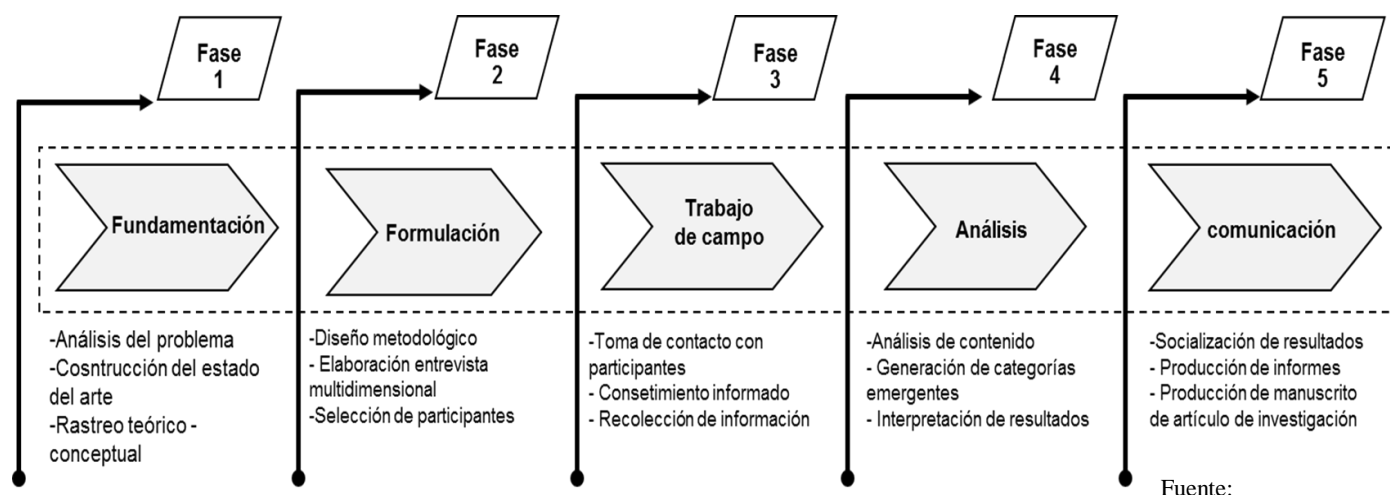 Fase
1
Fase
2
Fase
3
Fase
4
Fase
5
Fundamentación
Formulación
Trabajo
de campo
Análisis
comunicación
-Análisis del problema
-Cosntrucción del estado
del arte
-Rastreo teórico -
conceptual
-Diseño metodológico
- Elaboración entrevista
multidimensional
-Selección de participantes
-Toma de contacto con
participantes
- Consetimiento informado
- Recolección de información
-Análisis de contenido
- Generación de categorías
emergentes
- Interpretación de resultados
-Socialización de resultados
- Producción de informes
- Producción de manuscrito
de artículo de investigación
Fuente: